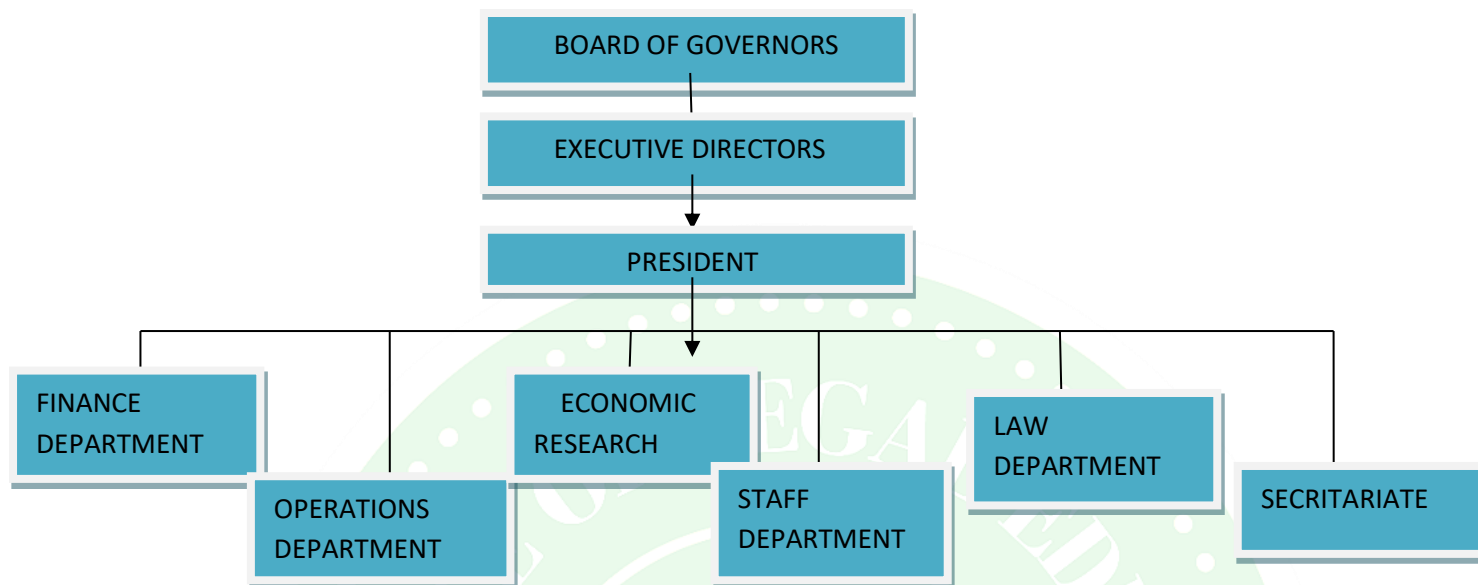 BOARD OF GOVERNORS
EXECUTIVE DIRECTORS
PRESIDENT
FINANCE
DEPARTMENT
OPERATIONS
DEPARTMENT
ECONOMIC
RESEARCH
STAFF
DEPARTMENT
LAW
DEPARTMENT
SECRITARIATE